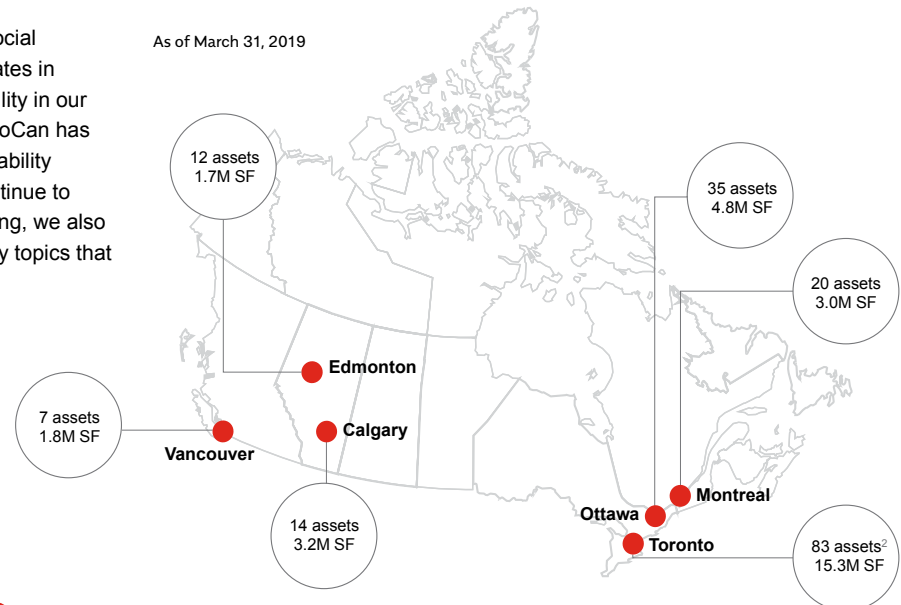 ocial
ates in
lity in our
oCan has
ability
tinue to
ng, we also
y topics that
As of March 31, 2019
12 assets
1.7M SF
35 assets
4.8M SF
20 assets
3.0M SF
Edmonton
7 assets
1.8M SF
Calgary
Vancouver
14 assets
3.2M SF
Montreal
Ottawa
Toronto
83 assets²
15.3M SF